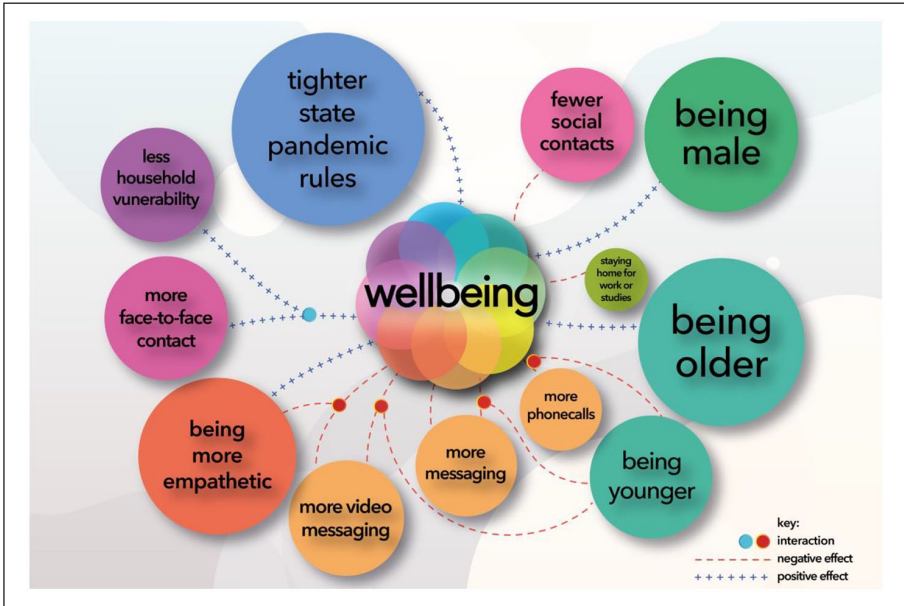 tighter
state
pandemic
rules
fewer
social
contacts
being
male
less
household
vunerability
wellbeing
staying
home for
work or
studies
more
face-to-face
contact
being
older
more
phonecalls
being
more
empathetic
more
messaging
being
younger
more video
messaging
key:
interaction
negative effect
positive effect